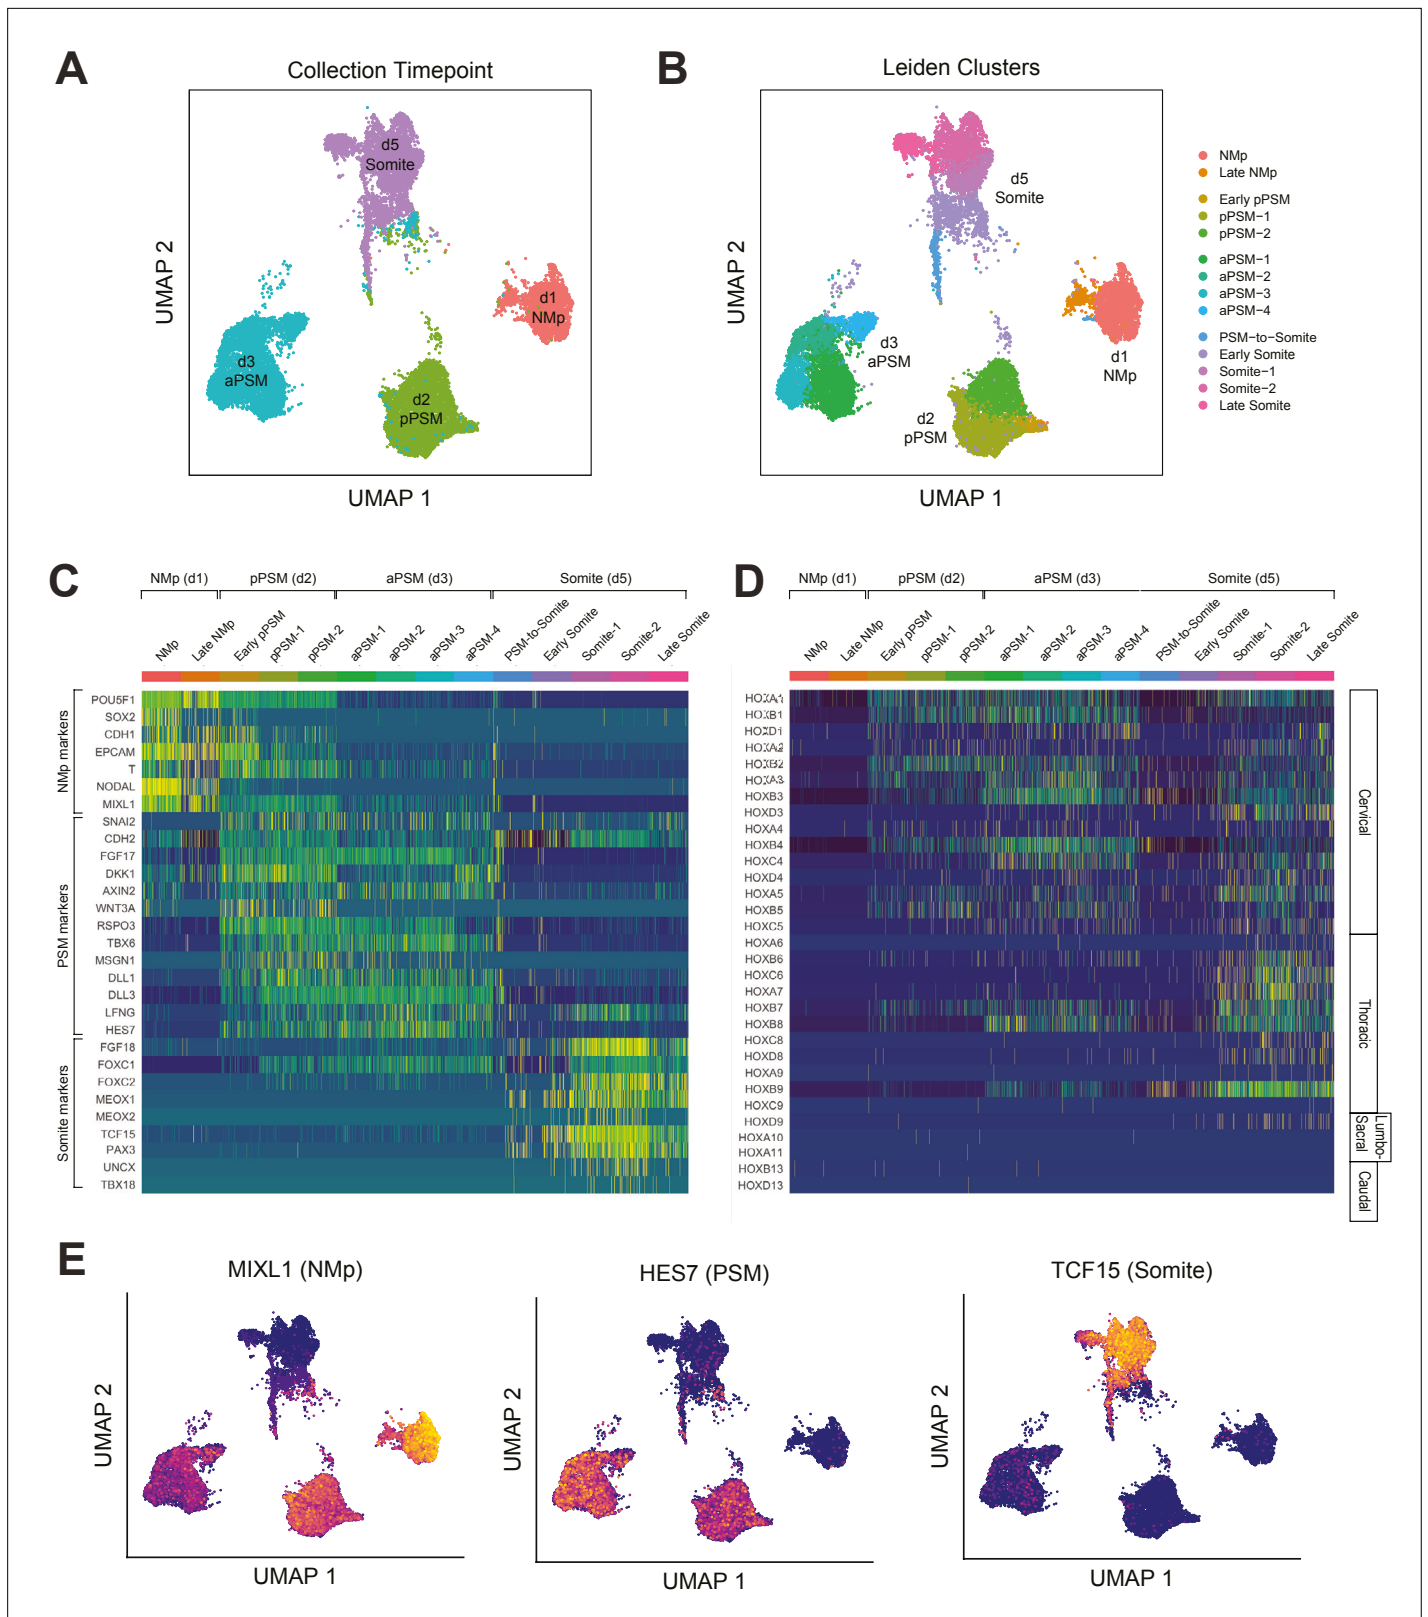 A
Collection Timepoint
d5
Somite
d1
NMp
d3
aPSM
d2
pPSM
UMAP 2
UMAP 1
B
Leiden Clusters
d5
Somite
d3
aPSM
d1
NMp
d2
pPSM
UMAP 2
UMAP 1
NMp
Late NMp
Early pPSM
pPSM−1
pPSM−2
aPSM−1
aPSM−2
aPSM−3
aPSM−4
PSM−to−Somite
Early Somite
Somite−1
Somite−2
Late Somite
C
NMp (d1)
pPSM (d2)
aPSM (d3)
Somite (d5)
NMp
Late NMp
Early pPSM
pPSM-1
pPSM-2
aPSM-1
aPSM-2
aPSM-3
aPSM-4
PSM-to-Somite
Early Somite
Somite-1
Somite-2
Late Somite
NMp markers
PSM markers
Somite markers
POU5F1
SOX2
CDH1
EPCAM
T
NODAL
MIXL1
SNAI2
CDH2
FGF17
DKK1
AXIN2
WNT3A
RSPO3
TBX6
MSGN1
DLL1
DLL3
LFNG
HES7
FGF18
FOXC1
FOXC2
MEOX1
MEOX2
TCF15
PAX3
UNCX
TBX18
D
NMp (d1)
pPSM (d2)
aPSM (d3)
Somite (d5)
NMp
Late NMp
Early pPSM
pPSM-1
pPSM-2
aPSM-1
aPSM-2
aPSM-3
aPSM-4
PSM-to-Somite
Early Somite
Somite-1
Somite-2
Late Somite
HOXA1
HOXB1
HOXD1
HOXA2
HOXB2
HOXA3
HOXB3
HOXD3
HOXA4
HOXB4
HOXC4
HOXD4
HOXA5
HOXB5
HOXC5
HOXA6
HOXB6
HOXC6
HOXA7
HOXB7
HOXB8
HOXC8
HOXD8
HOXA9
HOXB9
HOXC9
HOXD9
HOXA10
HOXA11
HOXB13
HOXD13
Cervical
Thoracic
Lumbo-
Sacral
Caudal
E
MIXL1 (NMp)
UMAP 2
UMAP 1
HES7 (PSM)
UMAP 2
UMAP 1
TCF15 (Somite)
UMAP 2
UMAP 1